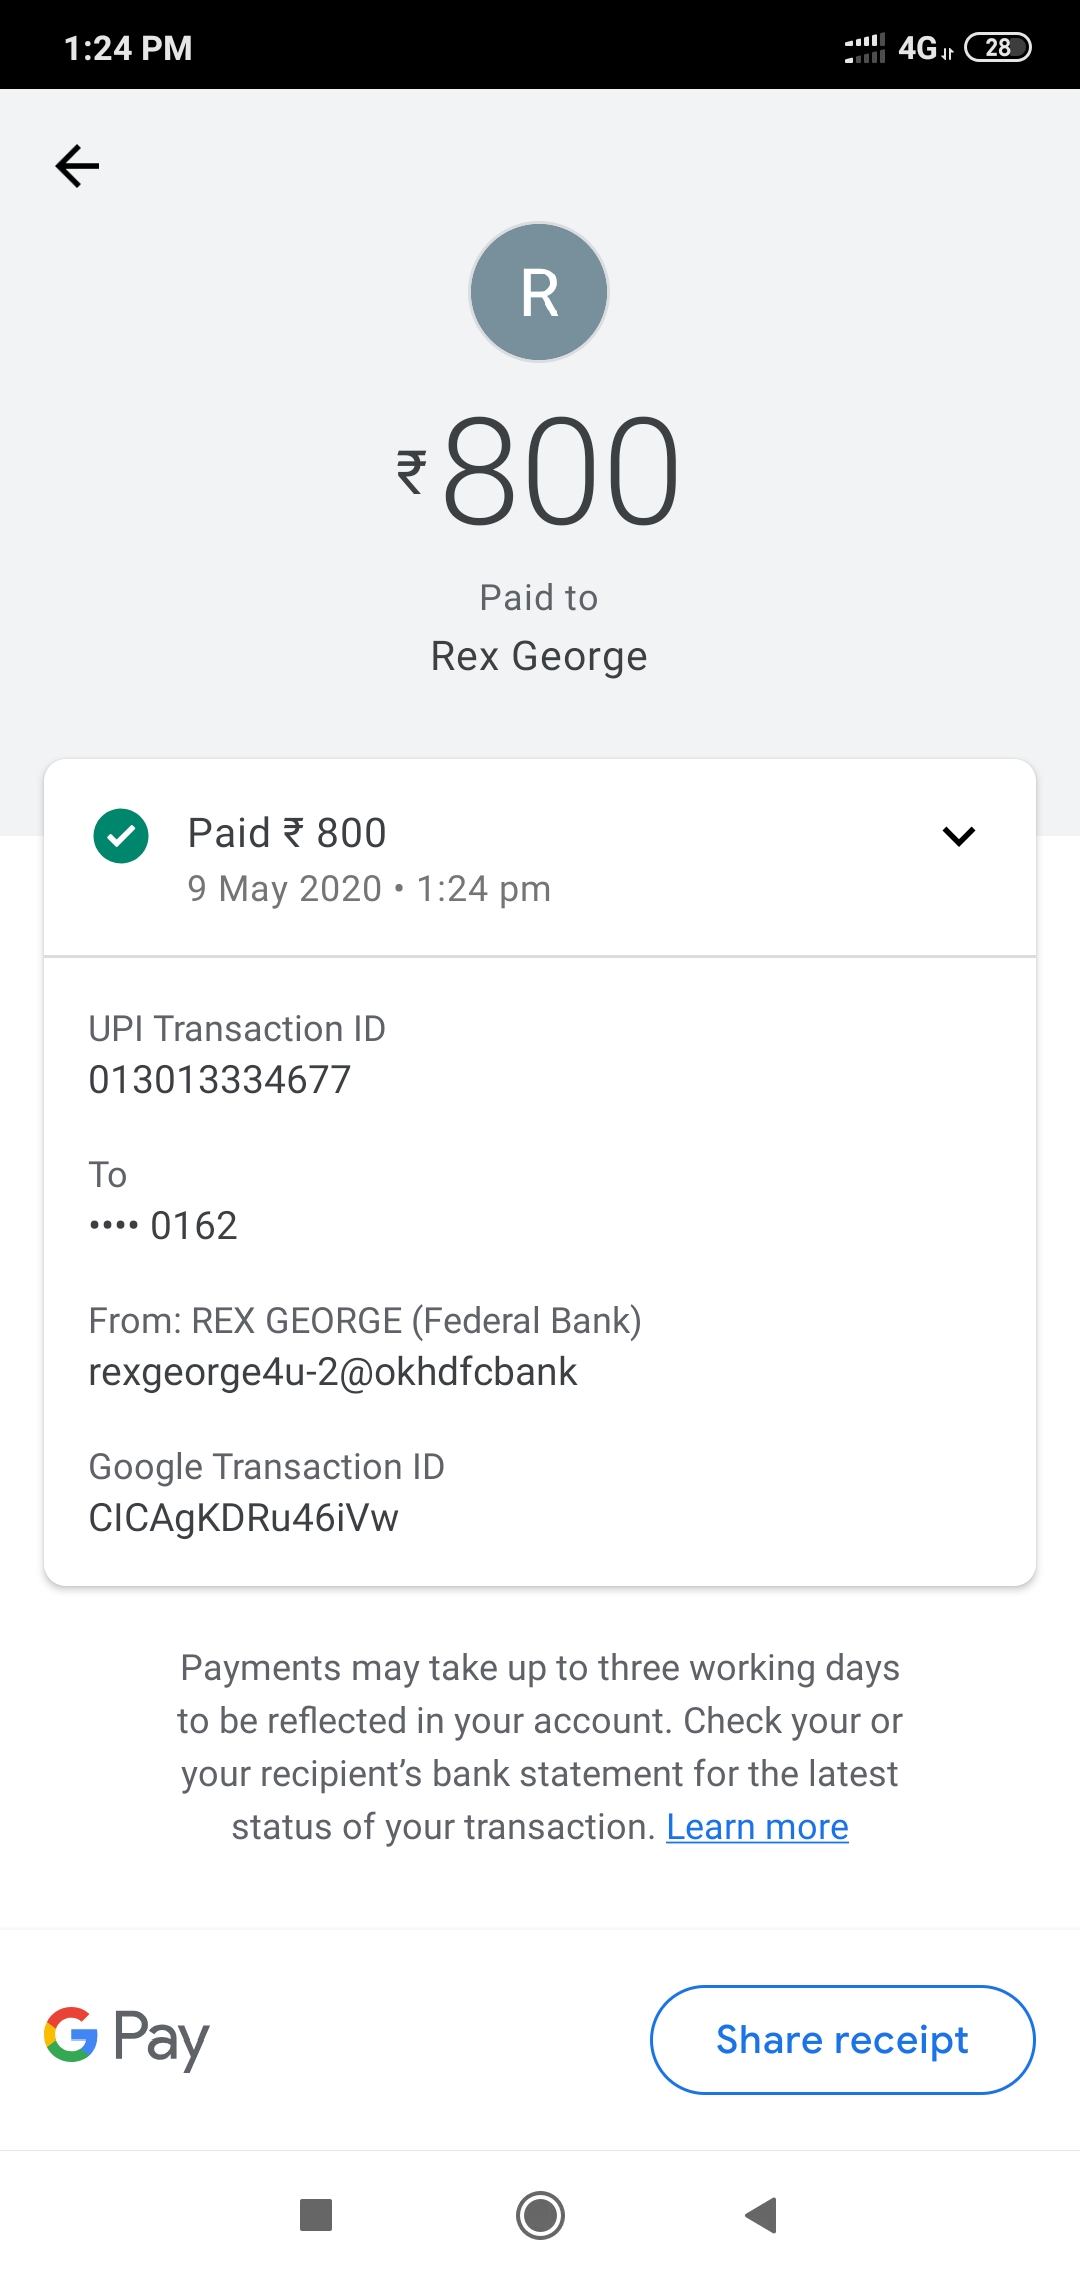 1:24 PM
4G 28
R
₹800
Paid to
Rex George
Paid ₹ 800
9 May 2020 • 1:24 pm
UPI Transaction ID
013013334677
To
•••• 0162
From: REX GEORGE (Federal Bank)
rexgeorge4u-2@okhdfcbank
Google Transaction ID
CICAgKDRu46iVw
Payments may take up to three working days
to be reflected in your account. Check your or
your recipient’s bank statement for the latest
status of your transaction. Learn more
G Pay
Share receipt